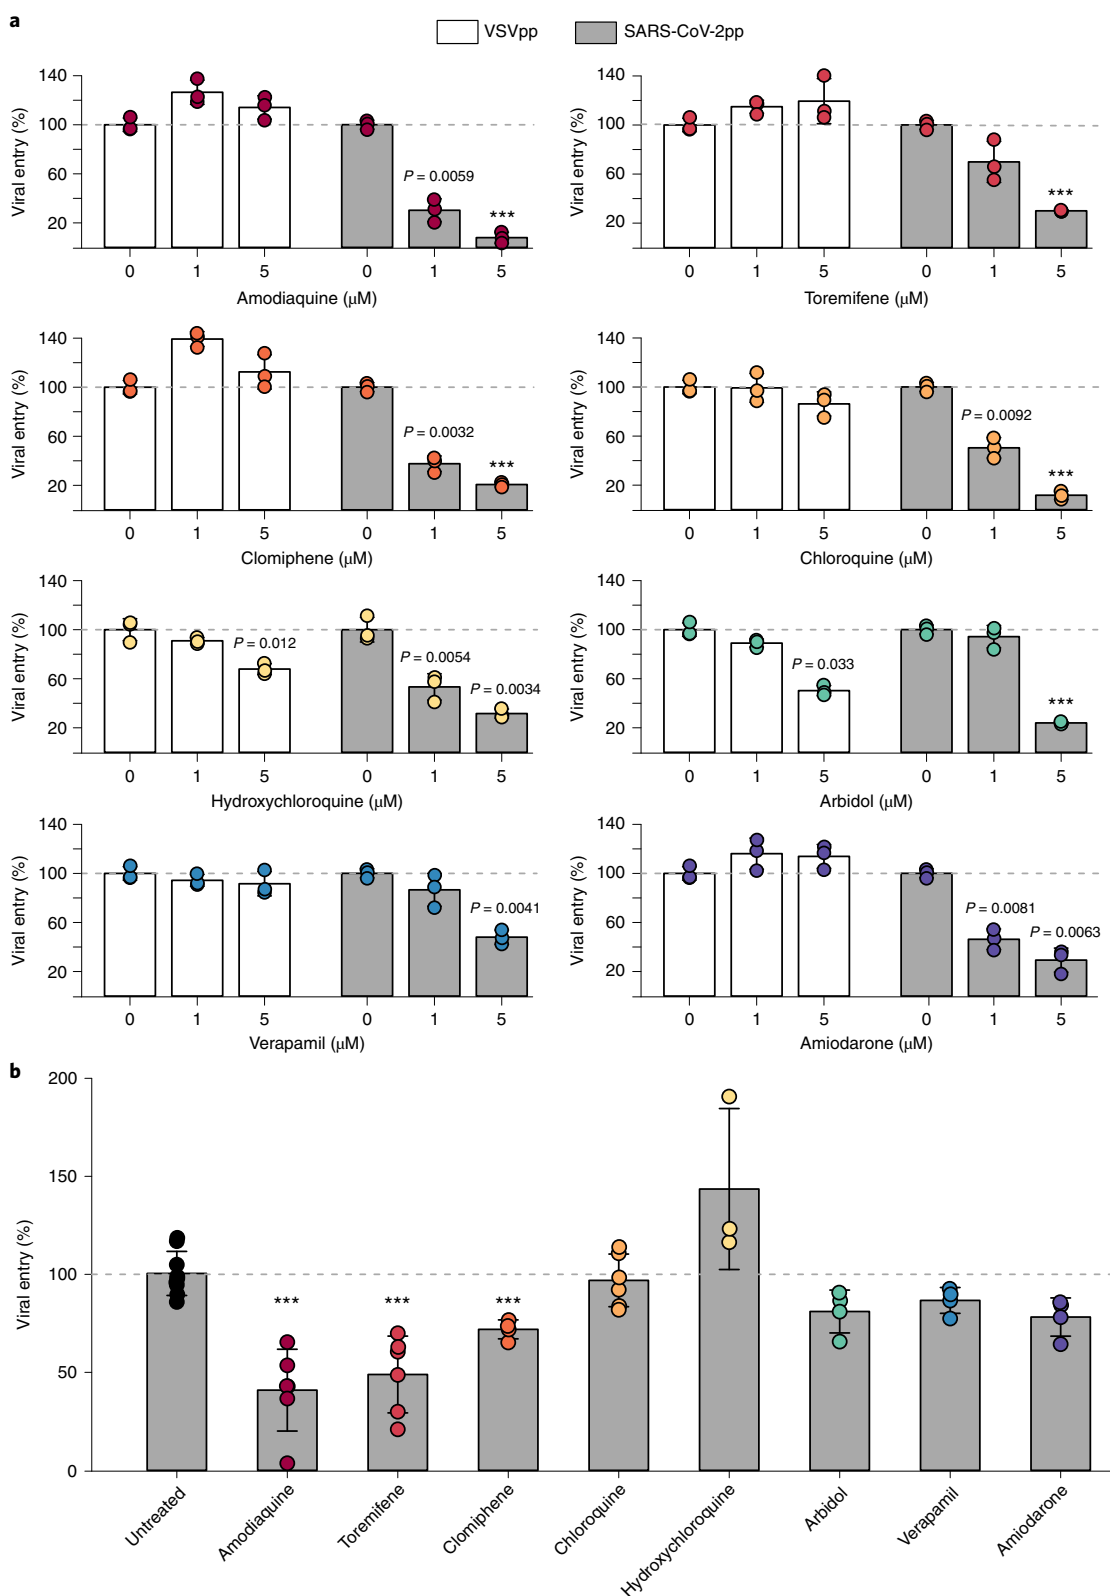 a
VSVpp
SARS-CoV-2pp
Viral entry (%)
140
100
60
20
P = 0.0059
***
0 1 5 0 1 5
Amodiaquine (μM)
Viral entry (%)
140
100
60
20
***
0 1 5 0 1 5
Toremifene (μM)
Viral entry (%)
140
100
60
20
P = 0.0032
***
0 1 5 0 1 5
Clomiphene (μM)
Viral entry (%)
140
100
60
20
P = 0.0092
***
0 1 5 0 1 5
Chloroquine (μM)
Viral entry (%)
140
100
60
20
P = 0.012
P = 0.0054
P = 0.0034
0 1 5 0 1 5
Hydroxychloroquine (μM)
Viral entry (%)
140
100
60
20
P = 0.033
***
0 1 5 0 1 5
Arbidol (μM)
Viral entry (%)
140
100
60
20
P = 0.0041
0 1 5 0 1 5
Verapamil (μM)
Viral entry (%)
140
100
60
20
P = 0.0081
P = 0.0063
0 1 5 0 1 5
Amiodarone (μM)
b
Viral entry (%)
200
150
100
50
0
*** *** ***
Untreated
Amodiaquine
Toremifene
Clomiphene
Chloroquine
Hydroxychloroquine
Arbidol
Verapamil
Amiodarone